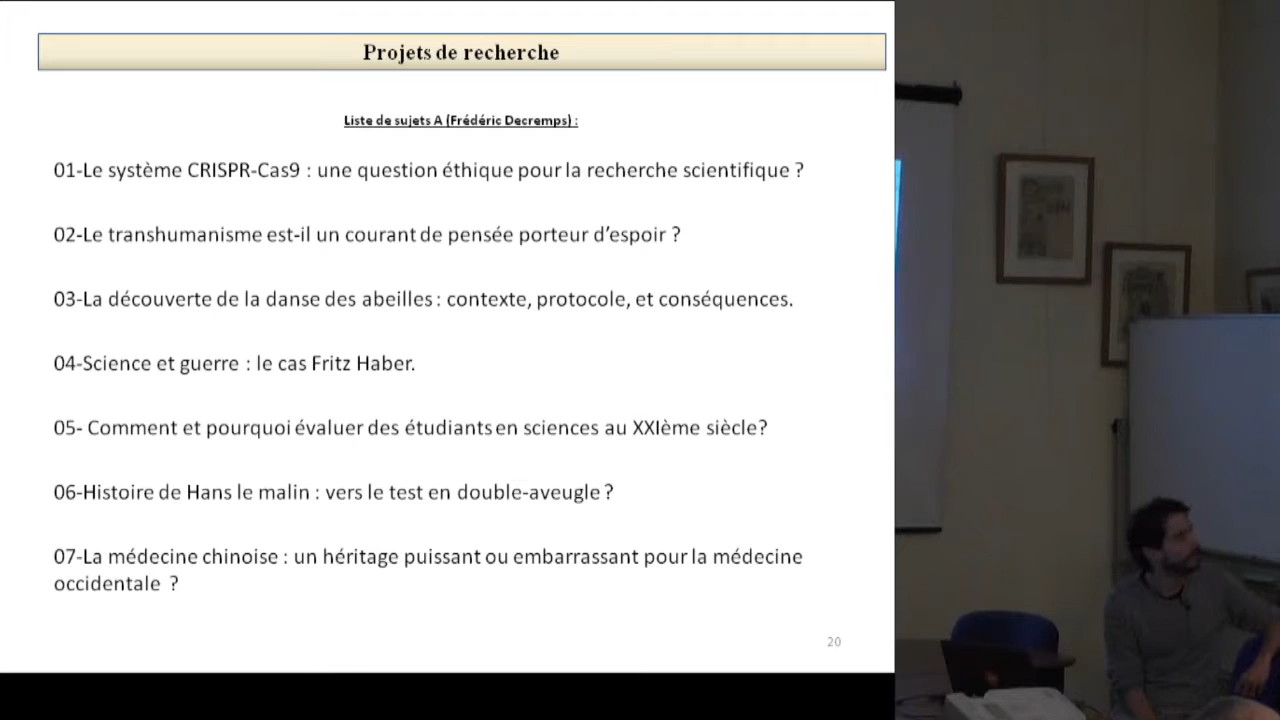 Projets de recherche
Liste de sujets A (Frédéric Decremps) :
01-Le système CRISPR-Cas9 : une question éthique pour la recherche scientifique ?
02-Le transhumanisme est-il un courant de pensée porteur d’espoir ?
03-La découverte de la danse des abeilles : contexte, protocole, et conséquences.
04-Science et guerre : le cas Fritz Haber.
05- Comment et pourquoi évaluer des étudiants en sciences au XXIème siècle?
06-Histoire de Hans le malin : vers le test en double-aveugle ?
07-La médecine chinoise : un héritage puissant ou embarrassant pour la médecine
occidentale ?
20